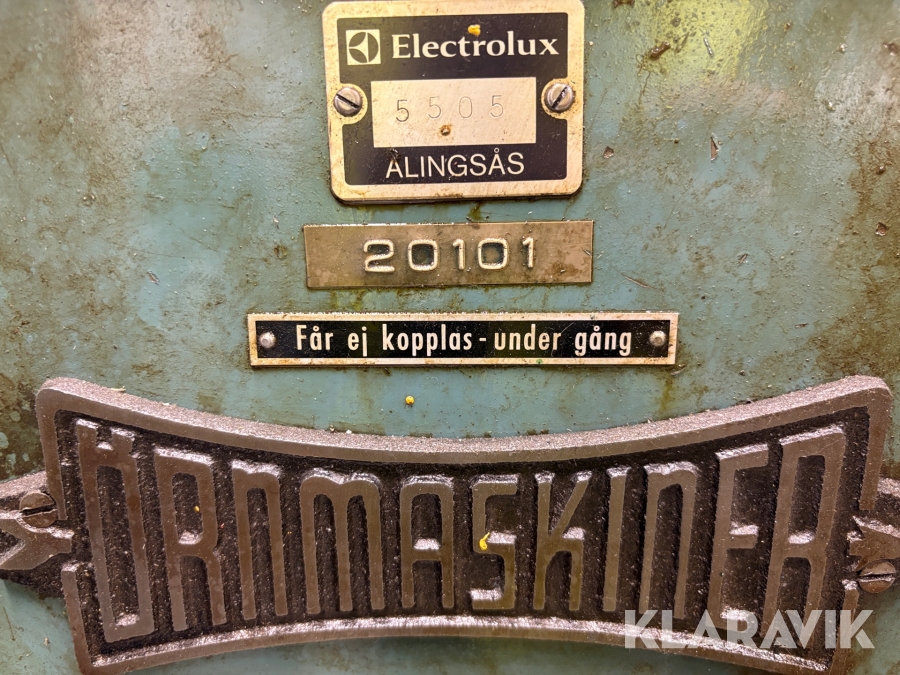 Electrolux
5505
ALINGSÅS
20101
Får ej kopplas - under gång
ÖRNMASKINER
KLARAVIK